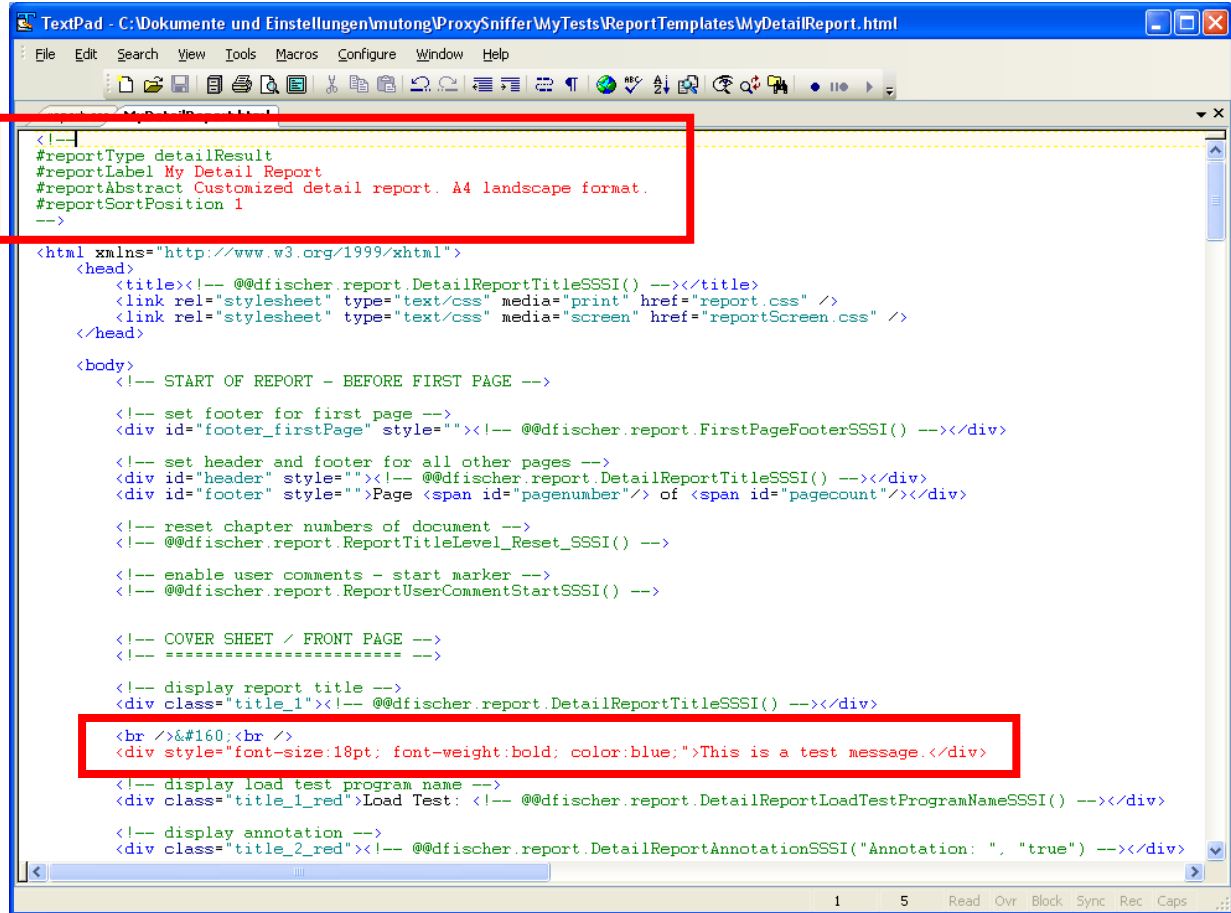 TextPad - C:\Dokumente und Einstellungen\mutong\ProxySniffer\MyTests\ReportTemplates\MyDetailReport.html
File Edit Search View Tools Macros Configure Window Help
MyDetailReport.html
<!--
#reportType detailResult
#reportLabel My Detail Report
#reportAbstract Customized detail report. A4 landscape format.
#reportSortPosition 1
-->
<html xmlns="http://www.w3.org/1999/xhtml">
<head>
<title><!-- @@dfischer.report.DetailReportTitleSSSI() --></title>
<link rel="stylesheet" type="text/css" media="print" href="report.css" />
<link rel="stylesheet" type="text/css" media="screen" href="reportScreen.css" />
</head>
<body>
<!-- START OF REPORT - BEFORE FIRST PAGE -->
<!-- set footer for first page -->
<div id="footer_firstPage" style=""><!-- @@dfischer.report.FirstPageFooterSSSI() --></div>
<!-- set header and footer for all other pages -->
<div id="header" style=""><!-- @@dfischer.report.DetailReportTitleSSSI() --></div>
<div id="footer" style="">Page <span id="pagenumber"/> of <span id="pagecount"/></div>
<!-- reset chapter numbers of document -->
<!-- @@dfischer.report.ReportTitleLevel_Reset_SSSI() -->
<!-- enable user comments - start marker -->
<!-- @@dfischer.report.ReportUserCommentStartSSSI() -->
<!-- COVER SHEET / FRONT PAGE -->
<!-- ======================== -->
<!-- display report title -->
<div class="title_1"><!-- @@dfischer.report.DetailReportTitleSSSI() --></div>
<br />&#160;<br />
<div style="font-size:18pt; font-weight:bold; color:blue;">This is a test message.</div>
<!-- display load test program name -->
<div class="title_1_red">Load Test: <!-- @@dfischer.report.DetailReportLoadTestProgramNameSSSI() --></div>
<!-- display annotation -->
<div class="title_2_red"><!-- @@dfischer.report.DetailReportAnnotationSSSI("Annotation: ", "true") --></div>
1 5 Read Ovr Block Sync Rec Caps